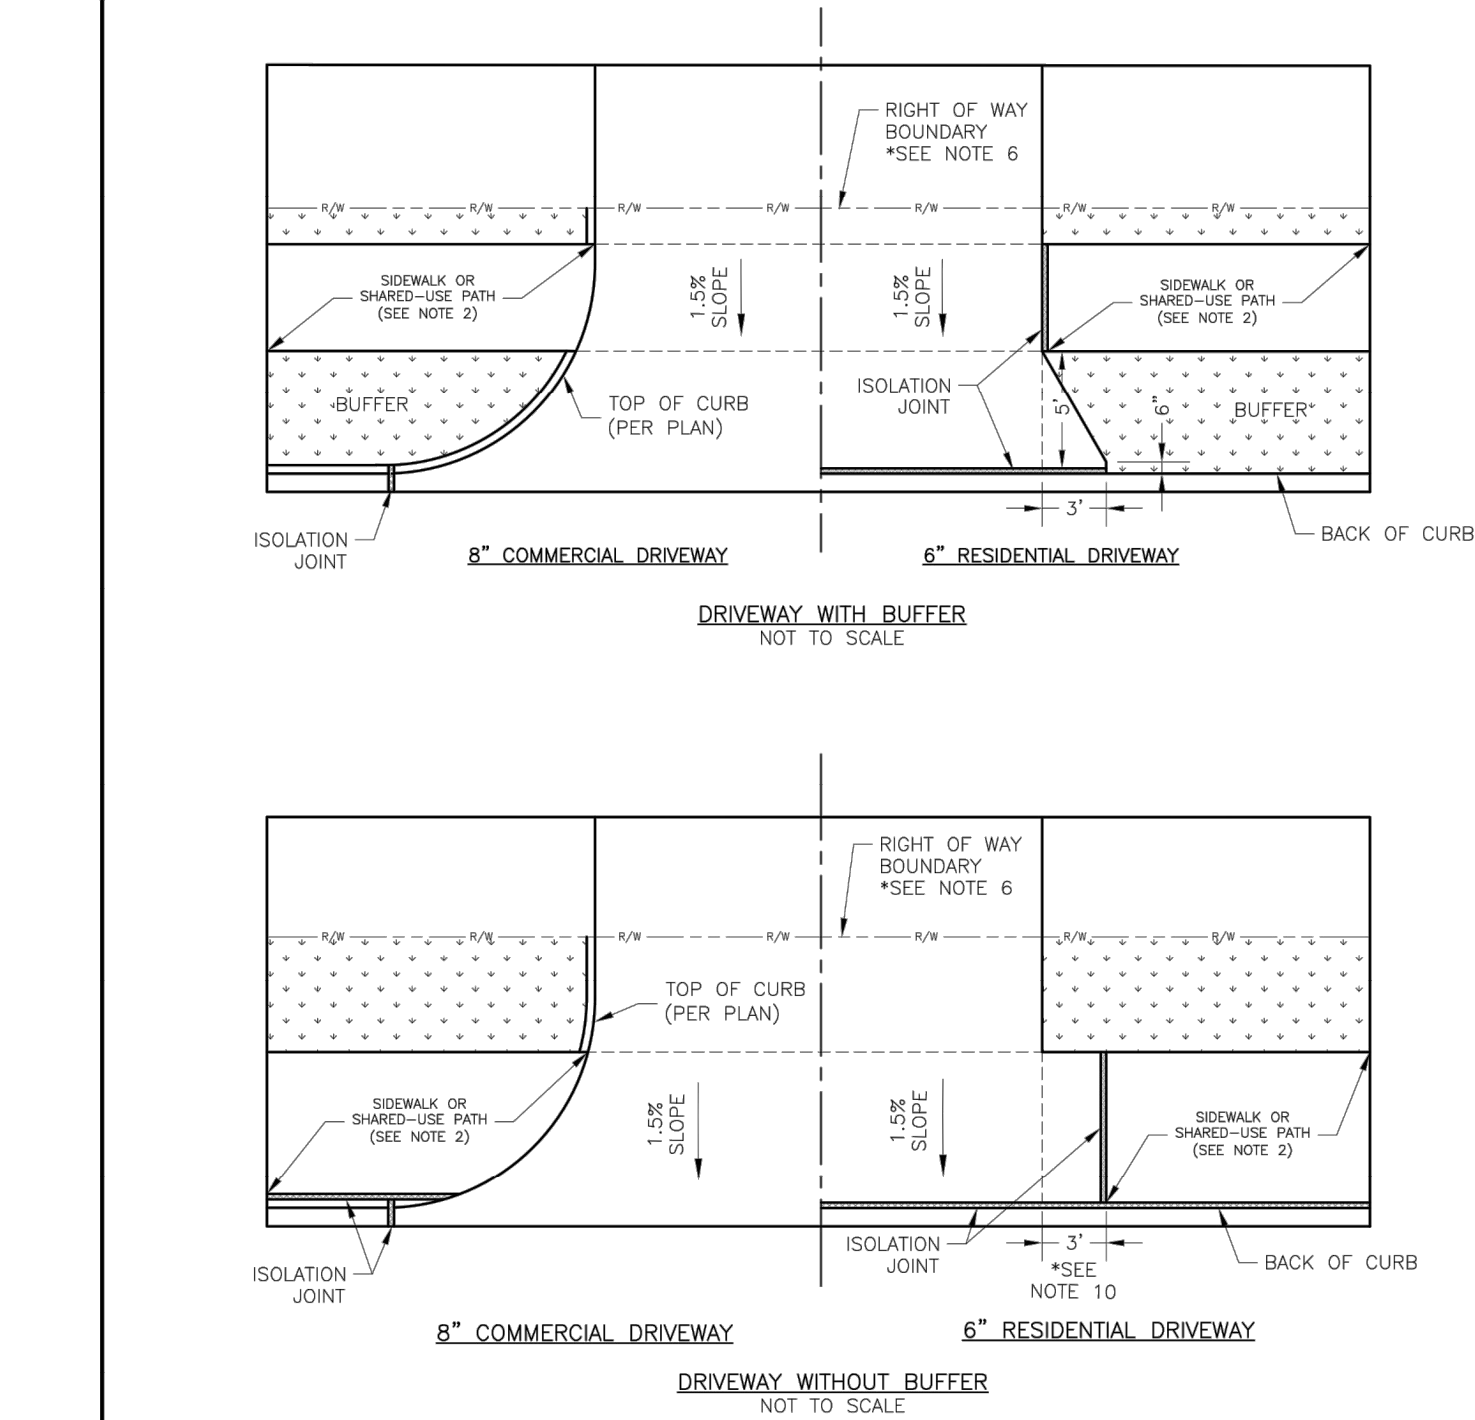 RIGHT OF WAY
BOUNDARY
*SEE NOTE 6
R/W R/W R/W R/W R/W R/W R/W
SIDEWALK OR
SHARED-USE PATH
(SEE NOTE 2)
1.5%
SLOPE
1.5%
SLOPE
SIDEWALK OR
SHARED-USE PATH
(SEE NOTE 2)
BUFFER
TOP OF CURB
(PER PLAN)
ISOLATION
JOINT
5'
6"
BUFFER
3'
ISOLATION
JOINT
BACK OF CURB
8" COMMERCIAL DRIVEWAY
6" RESIDENTIAL DRIVEWAY
DRIVEWAY WITH BUFFER
NOT TO SCALE
RIGHT OF WAY
BOUNDARY
*SEE NOTE 6
R/W R/W R/W R/W R/W R/W R/W
TOP OF CURB
(PER PLAN)
SIDEWALK OR
SHARED-USE PATH
(SEE NOTE 2)
1.5%
SLOPE
1.5%
SLOPE
SIDEWALK OR
SHARED-USE PATH
(SEE NOTE 2)
ISOLATION
JOINT
ISOLATION
JOINT
3'
*SEE
NOTE 10
BACK OF CURB
8" COMMERCIAL DRIVEWAY
6" RESIDENTIAL DRIVEWAY
DRIVEWAY WITHOUT BUFFER
NOT TO SCALE